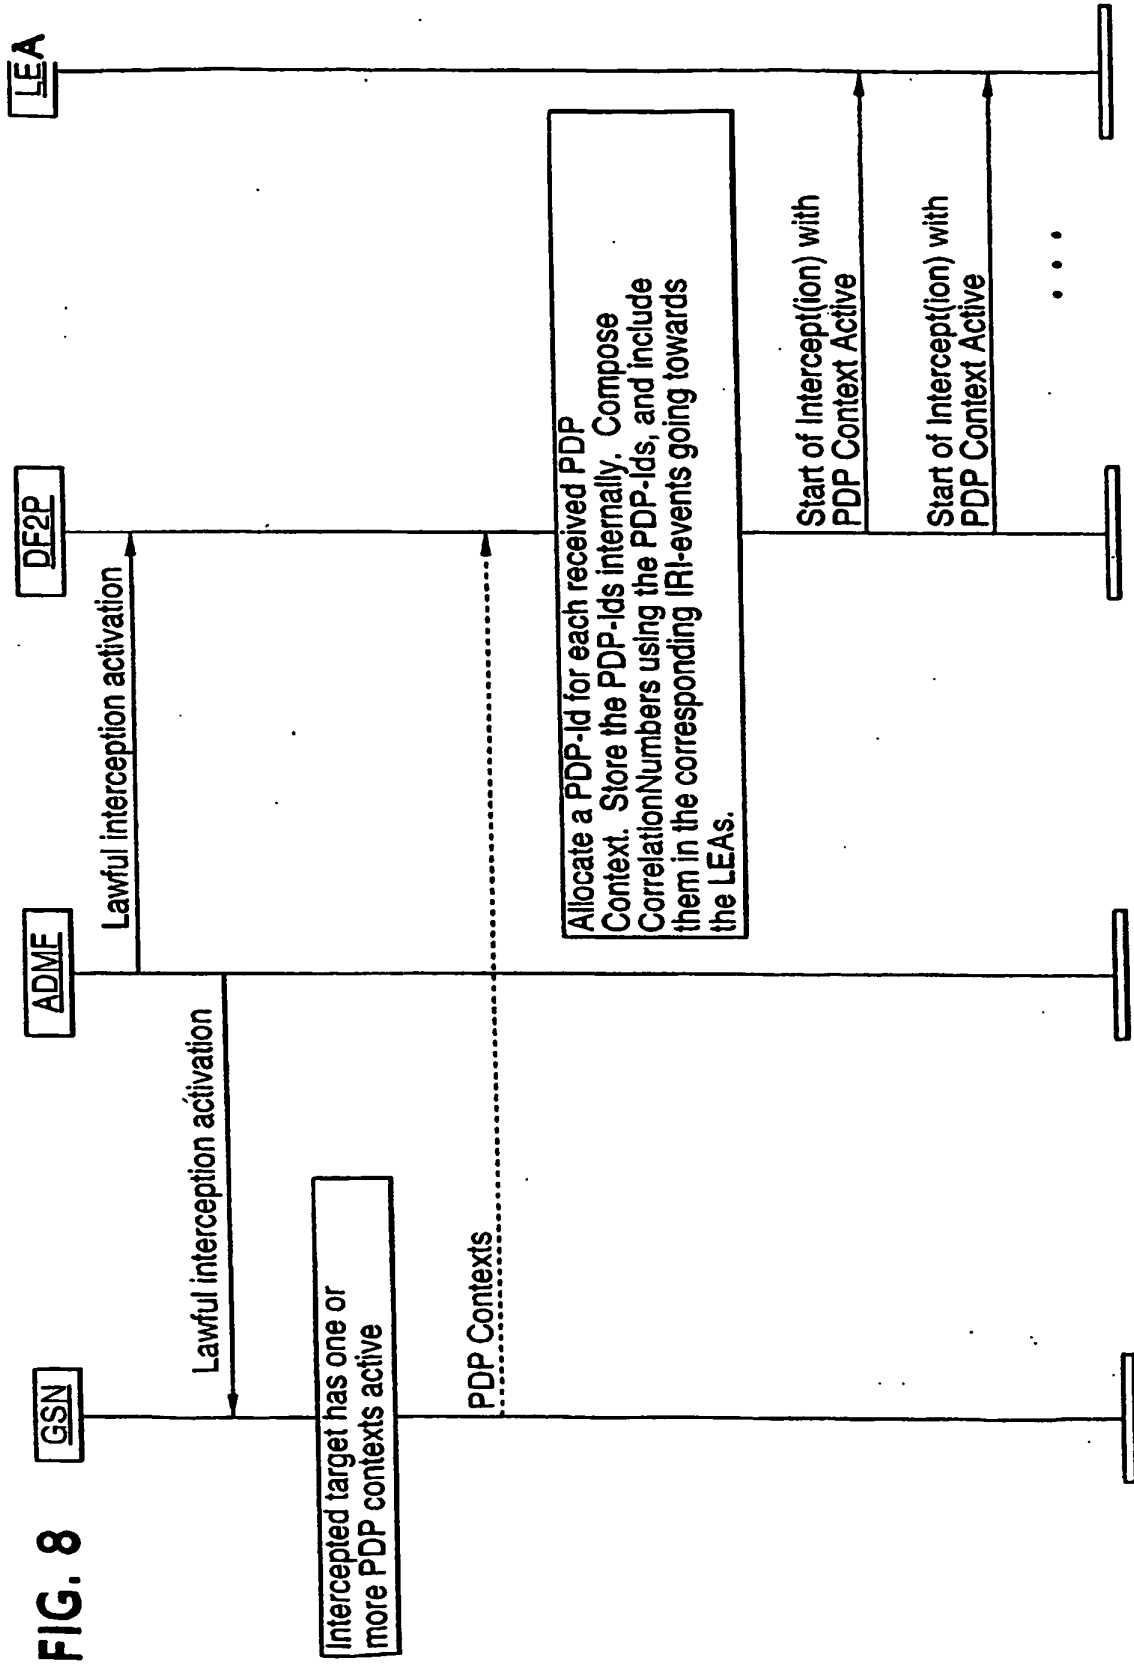 FIG. 8
GSN
ADMF
DF2P
LEA
Lawful interception activation
Lawful interception activation
Intercepted target has one or
more PDP contexts active
PDP Contexts
Allocate a PDP-Id for each received PDP
Context. Store the PDP-Ids internally. Compose
CorrelationNumbers using the PDP-Ids, and include
them in the corresponding IRI-events going towards
the LEAs.
Start of Intercept(ion) with
PDP Context Active
Start of Intercept(ion) with
PDP Context Active
. . .